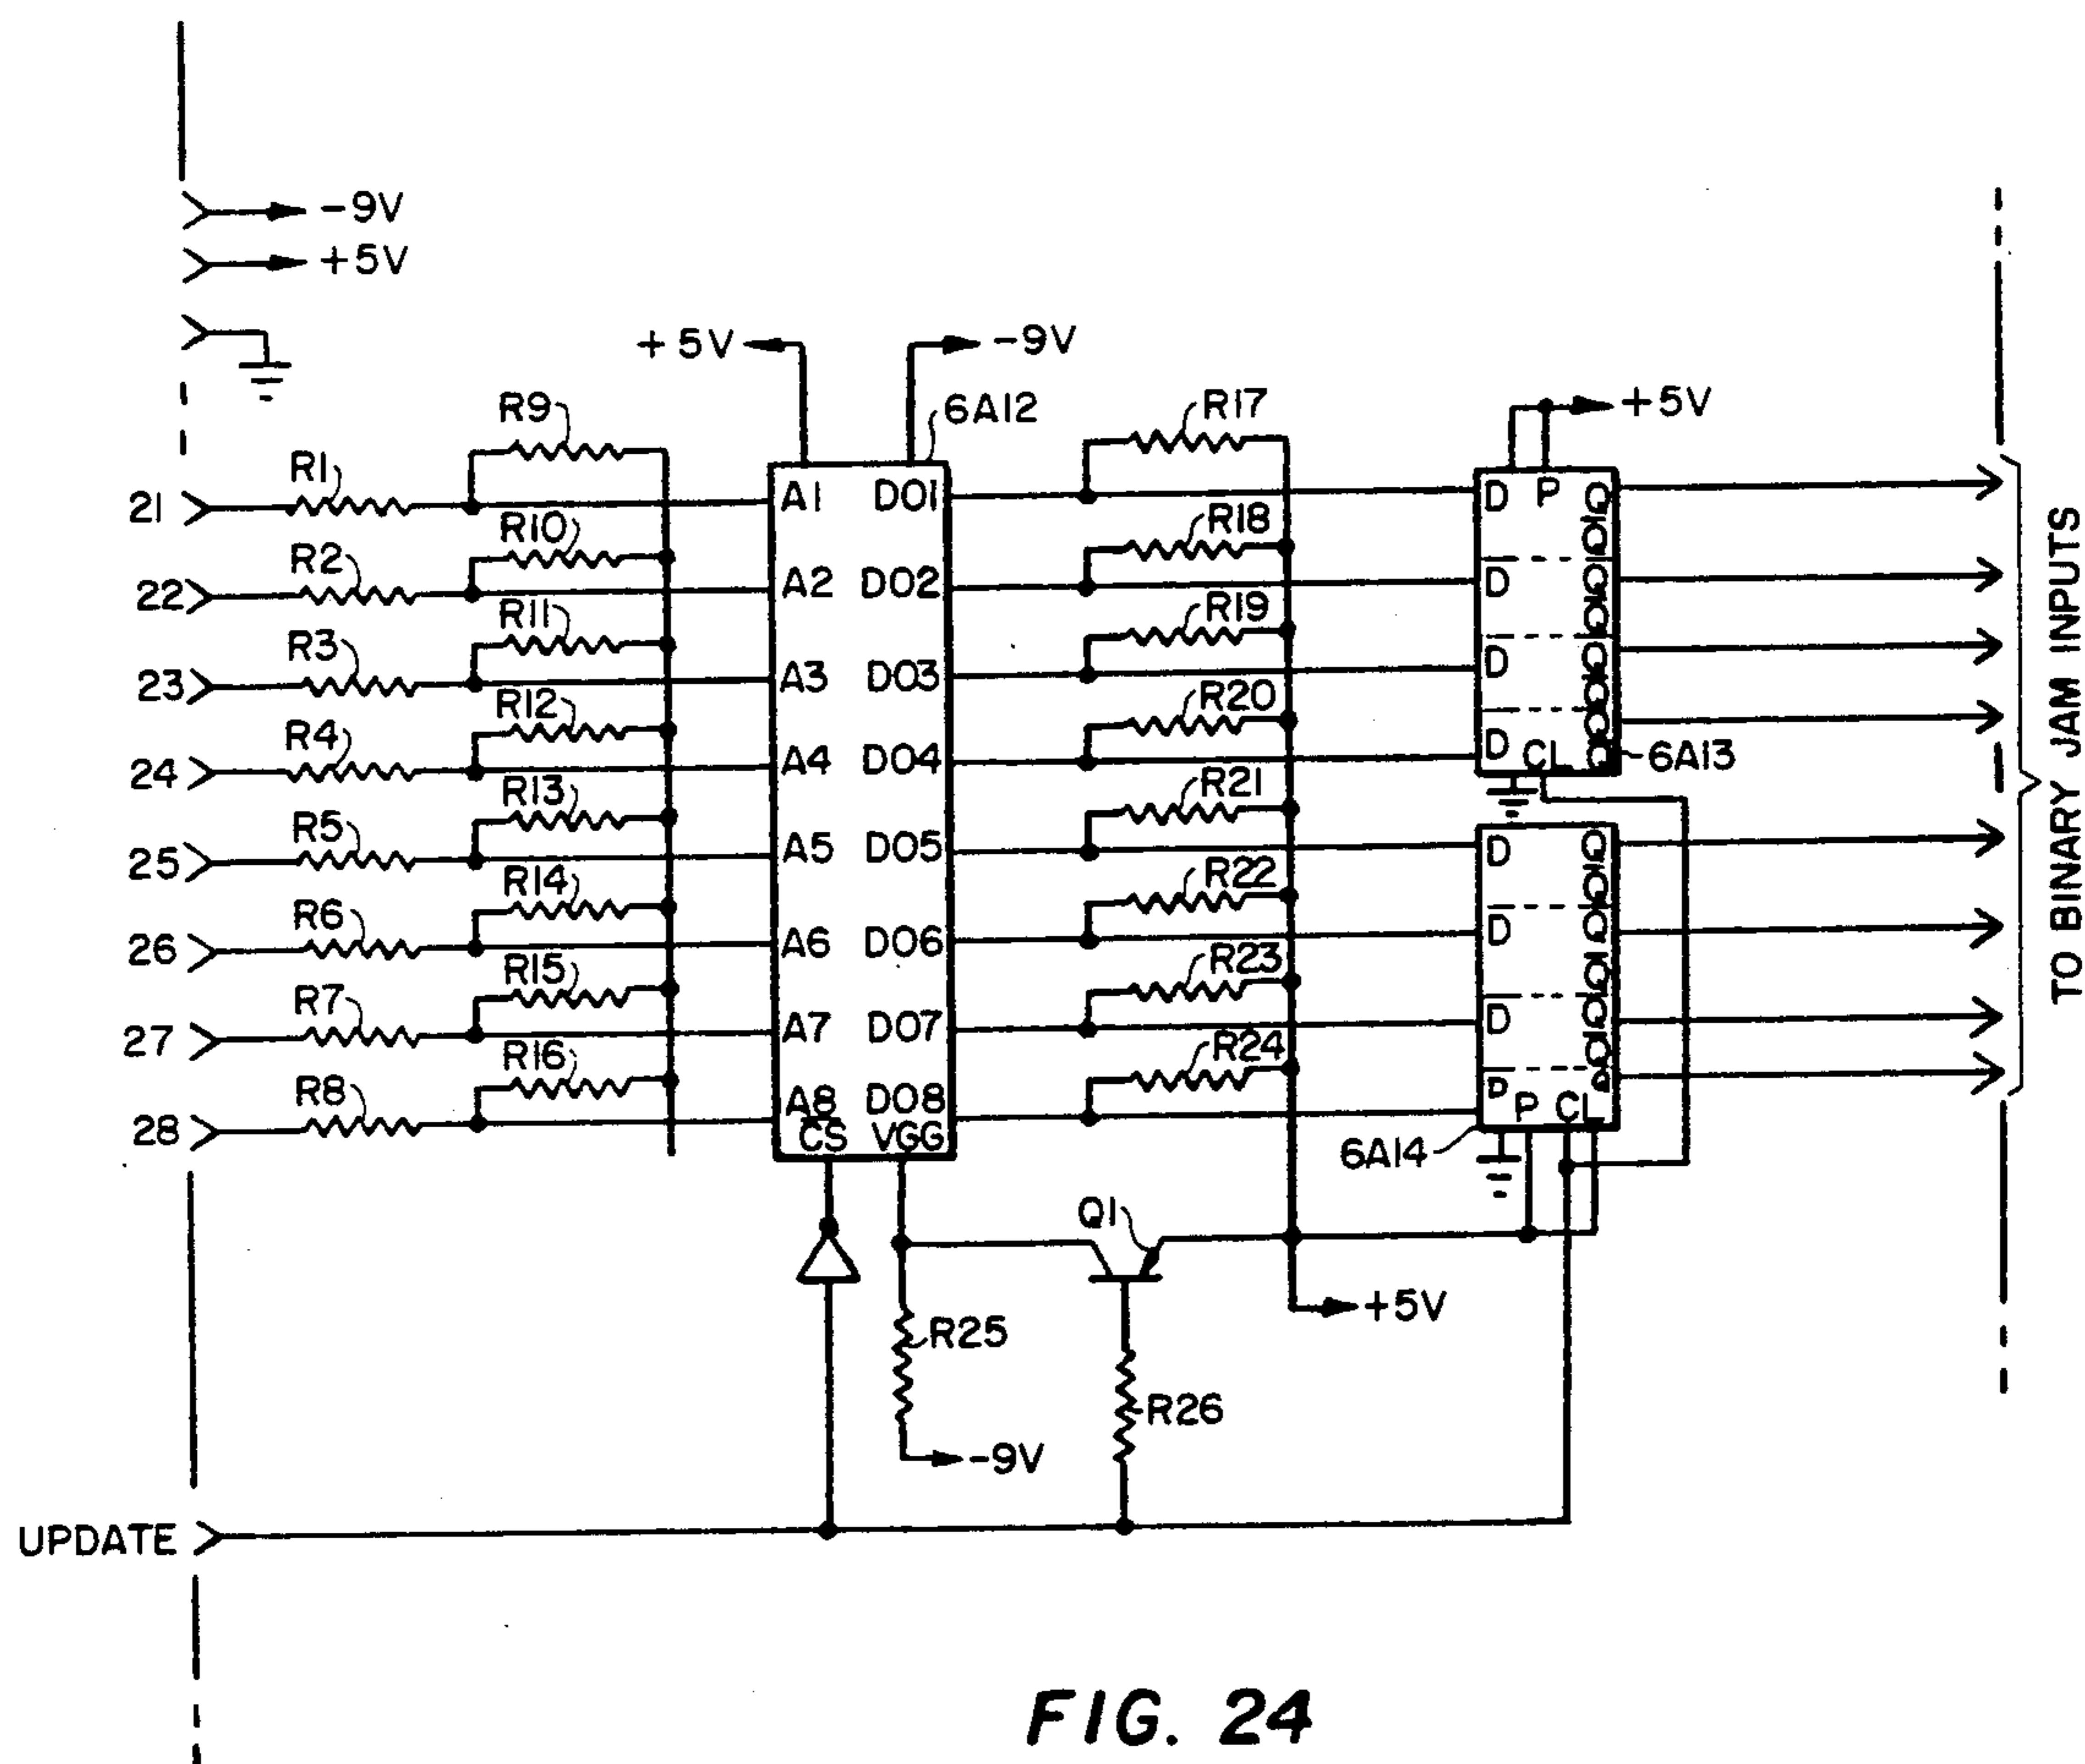 -9V
+5V
+5V
-9V
6A12
R9
R17
+5V
R1
21
A1
DO1
D
P
Q
Q
R10
R18
R2
22
A2
DO2
D
Q
Q
R11
R19
R3
23
A3
DO3
D
Q
Q
R12
R20
R4
24
A4
DO4
D
CL
Q
Q
6A13
R13
R21
R5
25
A5
DO5
D
Q
Q
R14
R22
R6
26
A6
DO6
D
Q
Q
R15
R23
R7
27
A7
DO7
D
Q
Q
R16
R24
R8
28
A8
DO8
P
Q
CS
VGG
P
CL
6A14
TO BINARY JAM INPUTS
Q1
+5V
R25
R26
-9V
UPDATE
FIG. 24